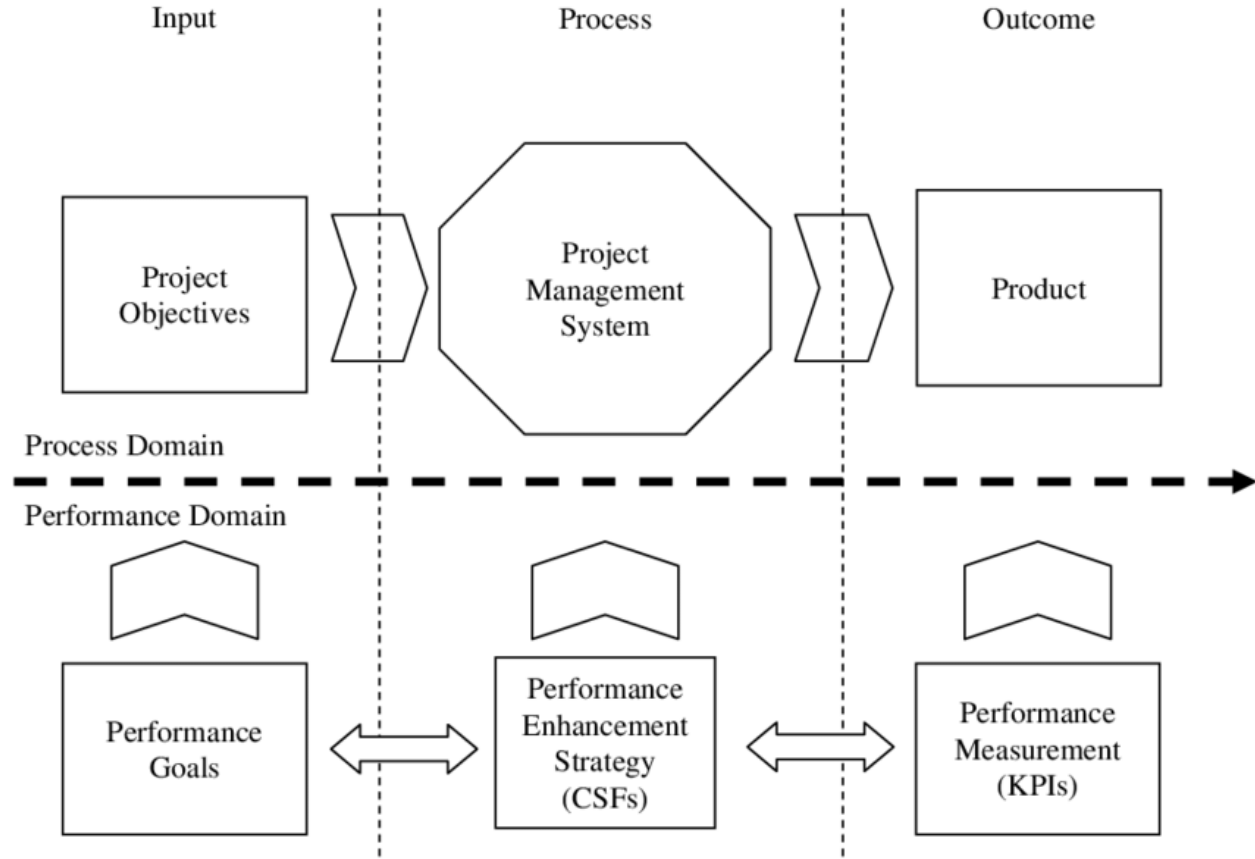 Input
Process
Outcome
Project
Objectives
Project
Management
System
Product
Process Domain
Performance Domain
Performance
Goals
Performance
Enhancement
Strategy
(CSFs)
Performance
Measurement
(KPIs)